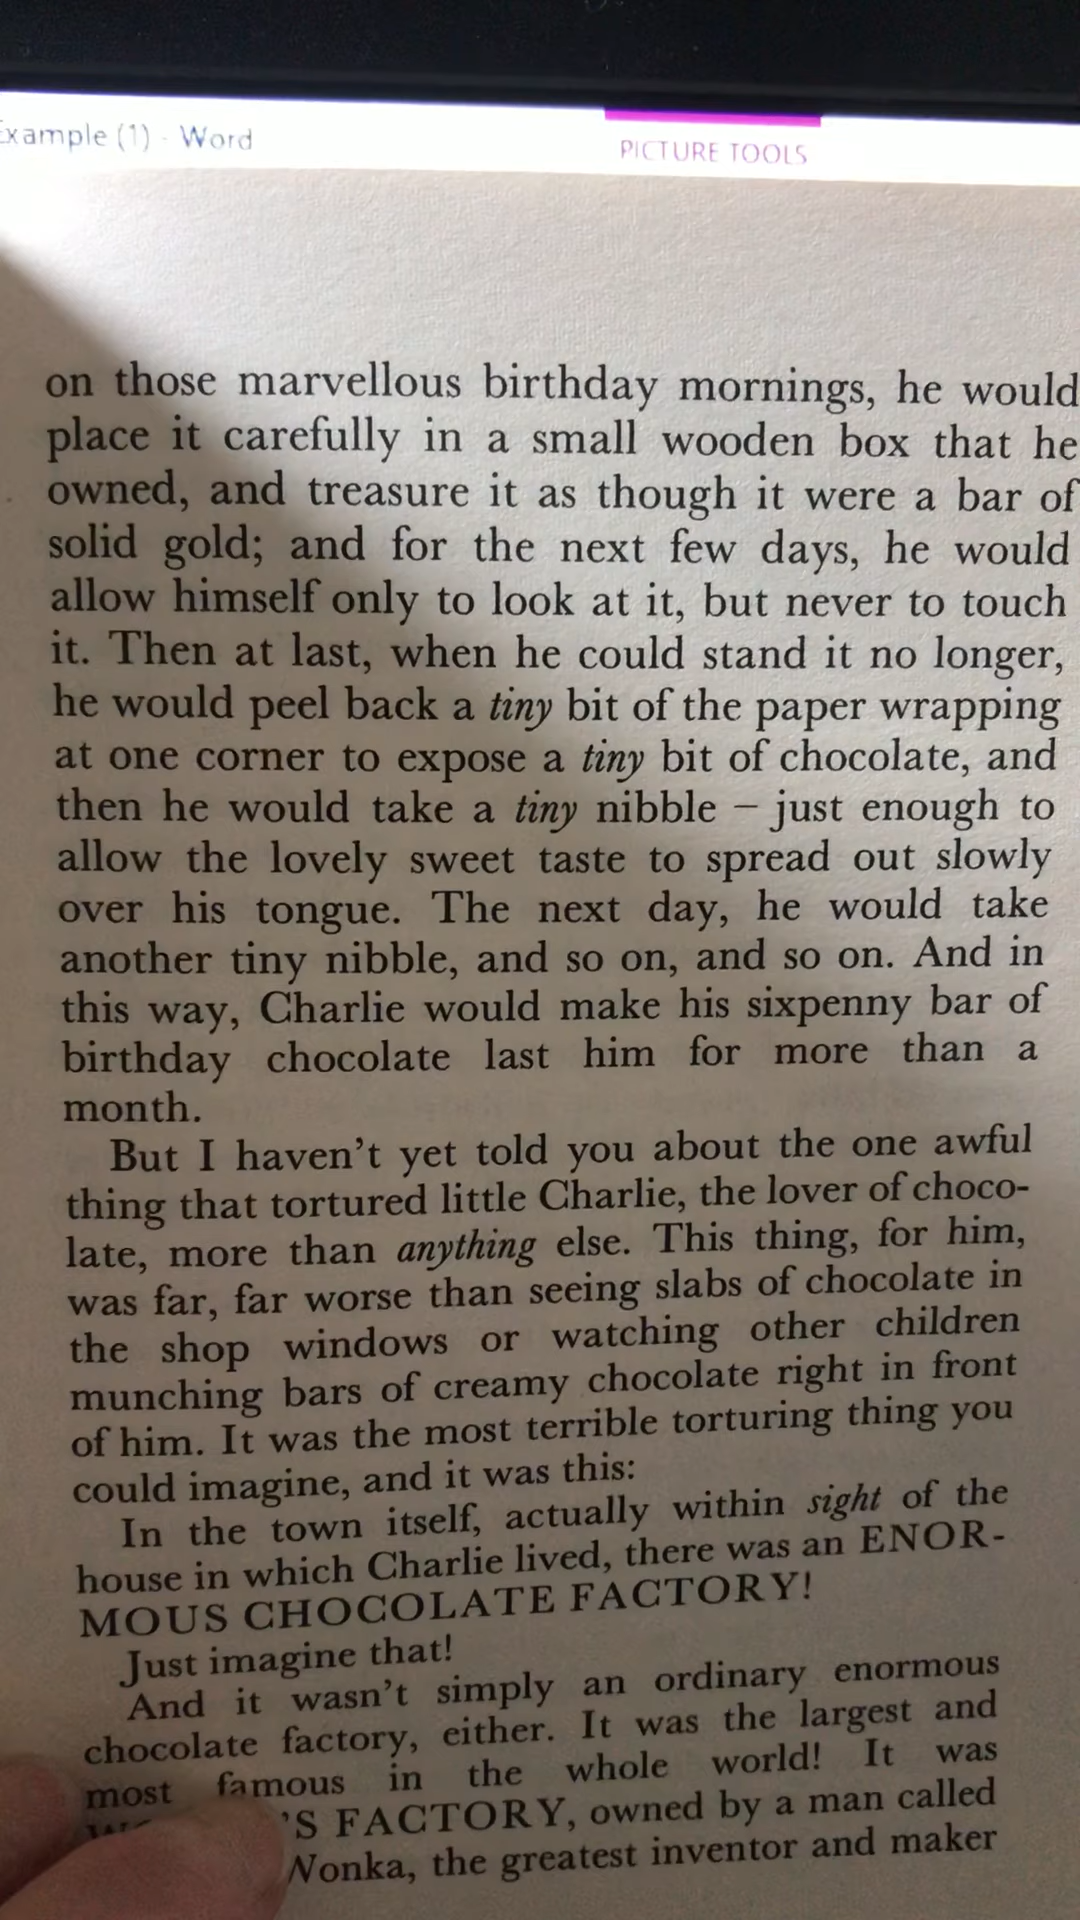 Example (1) - Word
PICTURE TOOLS
on those marvellous birthday mornings, he would
place it carefully in a small wooden box that he
owned, and treasure it as though it were a bar of
solid gold; and for the next few days, he would
allow himself only to look at it, but never to touch
it. Then at last, when he could stand it no longer,
he would peel back a tiny bit of the paper wrapping
at one corner to expose a tiny bit of chocolate, and
then he would take a tiny nibble – just enough to
allow the lovely sweet taste to spread out slowly
over his tongue. The next day, he would take
another tiny nibble, and so on, and so on. And in
this way, Charlie would make his sixpenny bar of
birthday chocolate last him for more than a
month.
But I haven't yet told you about the one awful
thing that tortured little Charlie, the lover of choco-
late, more than anything else. This thing, for him,
was far, far worse than seeing slabs of chocolate in
the shop windows or watching other children
munching bars of creamy chocolate right in front
of him. It was the most terrible torturing thing you
could imagine, and it was this:
In the town itself, actually within sight of the
house in which Charlie lived, there was an ENOR-
MOUS CHOCOLATE FACTORY!
Just imagine that!
And it wasn't simply an ordinary enormous
chocolate factory, either. It was the largest and
most famous in the whole world! It was
'S FACTORY, owned by a man called
Wonka, the greatest inventor and maker